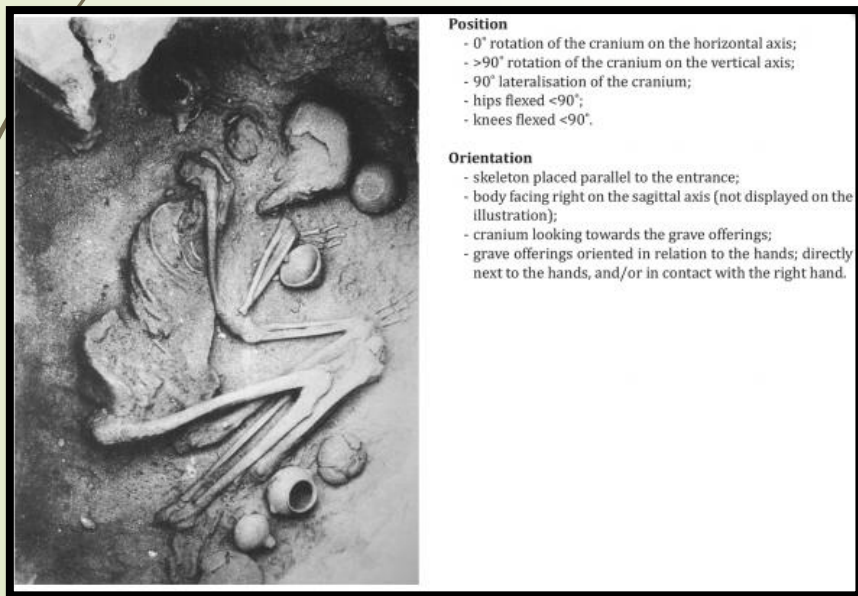 Position
- 0° rotation of the cranium on the horizontal axis;
- >90° rotation of the cranium on the vertical axis;
- 90° lateralisation of the cranium;
- hips flexed <90°;
- knees flexed <90°.
Orientation
- skeleton placed parallel to the entrance;
- body facing right on the sagittal axis (not displayed on the
illustration);
- cranium looking towards the grave offerings;
- grave offerings oriented in relation to the hands; directly
next to the hands, and/or in contact with the right hand.